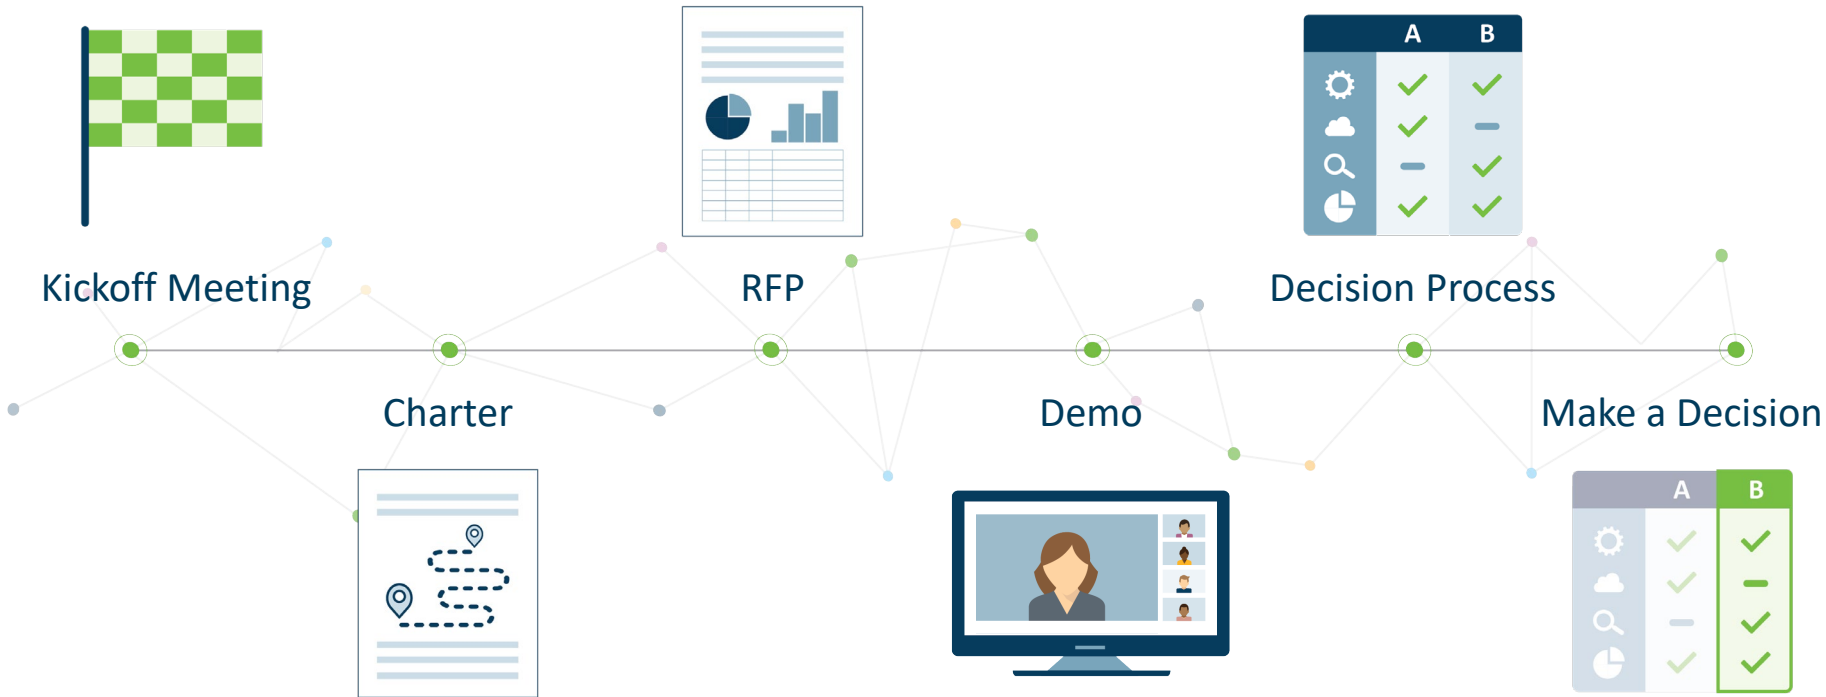 A B
Kickoff Meeting
RFP
Decision Process
Charter
Demo
Make a Decision
A B